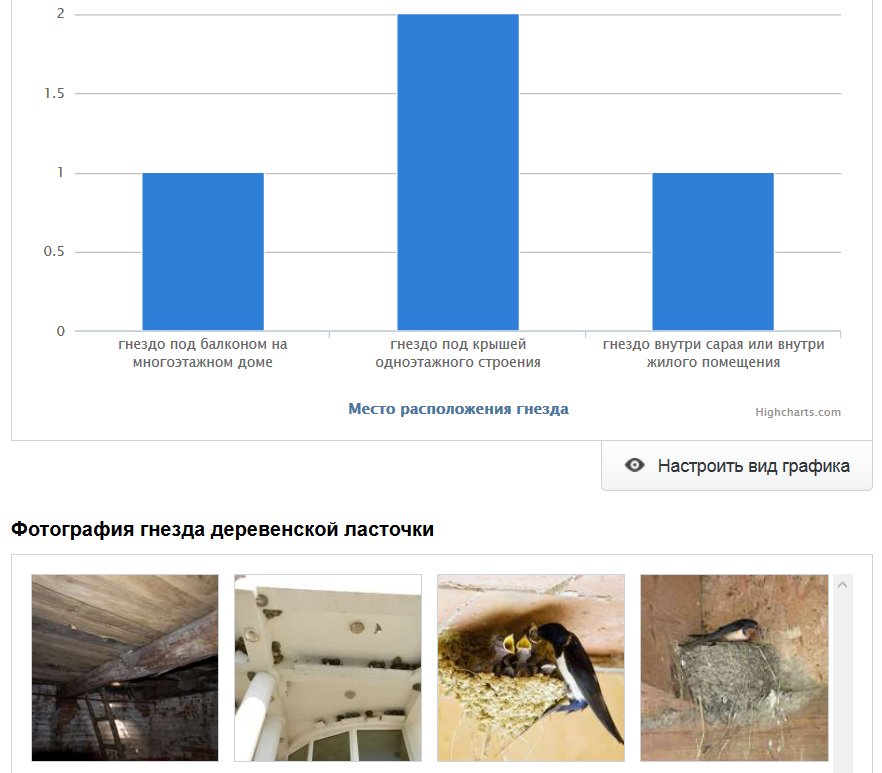 2
1.5
1
0.5
0
гнездо под балконом на
многоэтажном доме
гнездо под крышей
одноэтажного строения
гнездо внутри сарая или внутри
жилого помещения
Место расположения гнезда
Highcharts.com
Настроить вид графика
Фотография гнезда деревенской ласточки